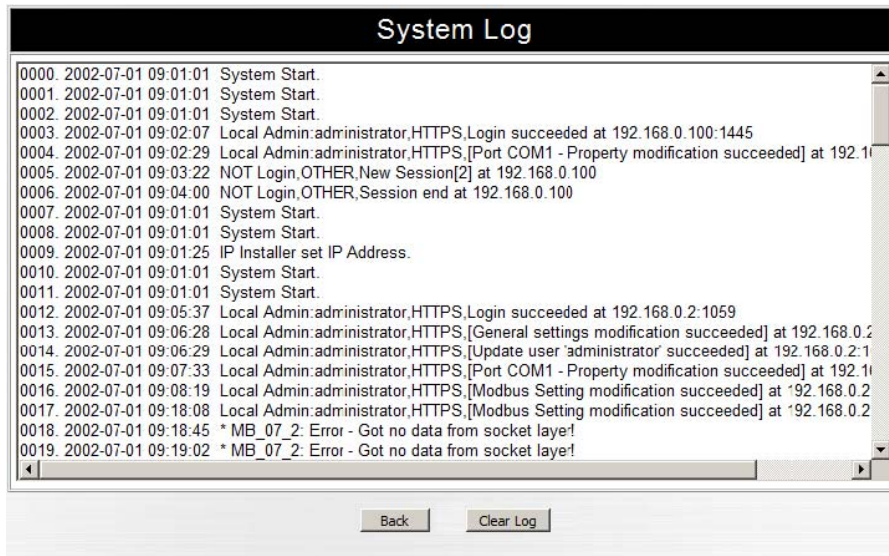 System Log
0000. 2002-07-01 09:01:01 System Start.
0001. 2002-07-01 09:01:01 System Start.
0002. 2002-07-01 09:01:01 System Start.
0003. 2002-07-01 09:02:07 Local Admin:administrator,HTTPS,Login succeeded at 192.168.0.100:1445
0004. 2002-07-01 09:02:29 Local Admin:administrator,HTTPS,[Port COM1 - Property modification succeeded] at 192.1
0005. 2002-07-01 09:03:22 NOT Login,OTHER,New Session[2] at 192.168.0.100
0006. 2002-07-01 09:04:00 NOT Login,OTHER,Session end at 192.168.0.100
0007. 2002-07-01 09:01:01 System Start.
0008. 2002-07-01 09:01:01 System Start.
0009. 2002-07-01 09:01:25 IP Installer set IP Address.
0010. 2002-07-01 09:01:01 System Start.
0011. 2002-07-01 09:01:01 System Start.
0012. 2002-07-01 09:05:37 Local Admin:administrator,HTTPS,Login succeeded at 192.168.0.2:1059
0013. 2002-07-01 09:06:28 Local Admin:administrator,HTTPS,[General settings modification succeeded] at 192.168.0.2
0014. 2002-07-01 09:06:29 Local Admin:administrator,HTTPS,[Update user 'administrator' succeeded] at 192.168.0.2:1
0015. 2002-07-01 09:07:33 Local Admin:administrator,HTTPS,[Port COM1 - Property modification succeeded] at 192.1
0016. 2002-07-01 09:08:19 Local Admin:administrator,HTTPS,[Modbus Setting modification succeeded] at 192.168.0.2
0017. 2002-07-01 09:18:08 Local Admin:administrator,HTTPS,[Modbus Setting modification succeeded] at 192.168.0.2
0018. 2002-07-01 09:18:45 * MB_07_2: Error - Got no data from socket layer!
0019. 2002-07-01 09:19:02 * MB_07_2: Error - Got no data from socket layer!
Back Clear Log